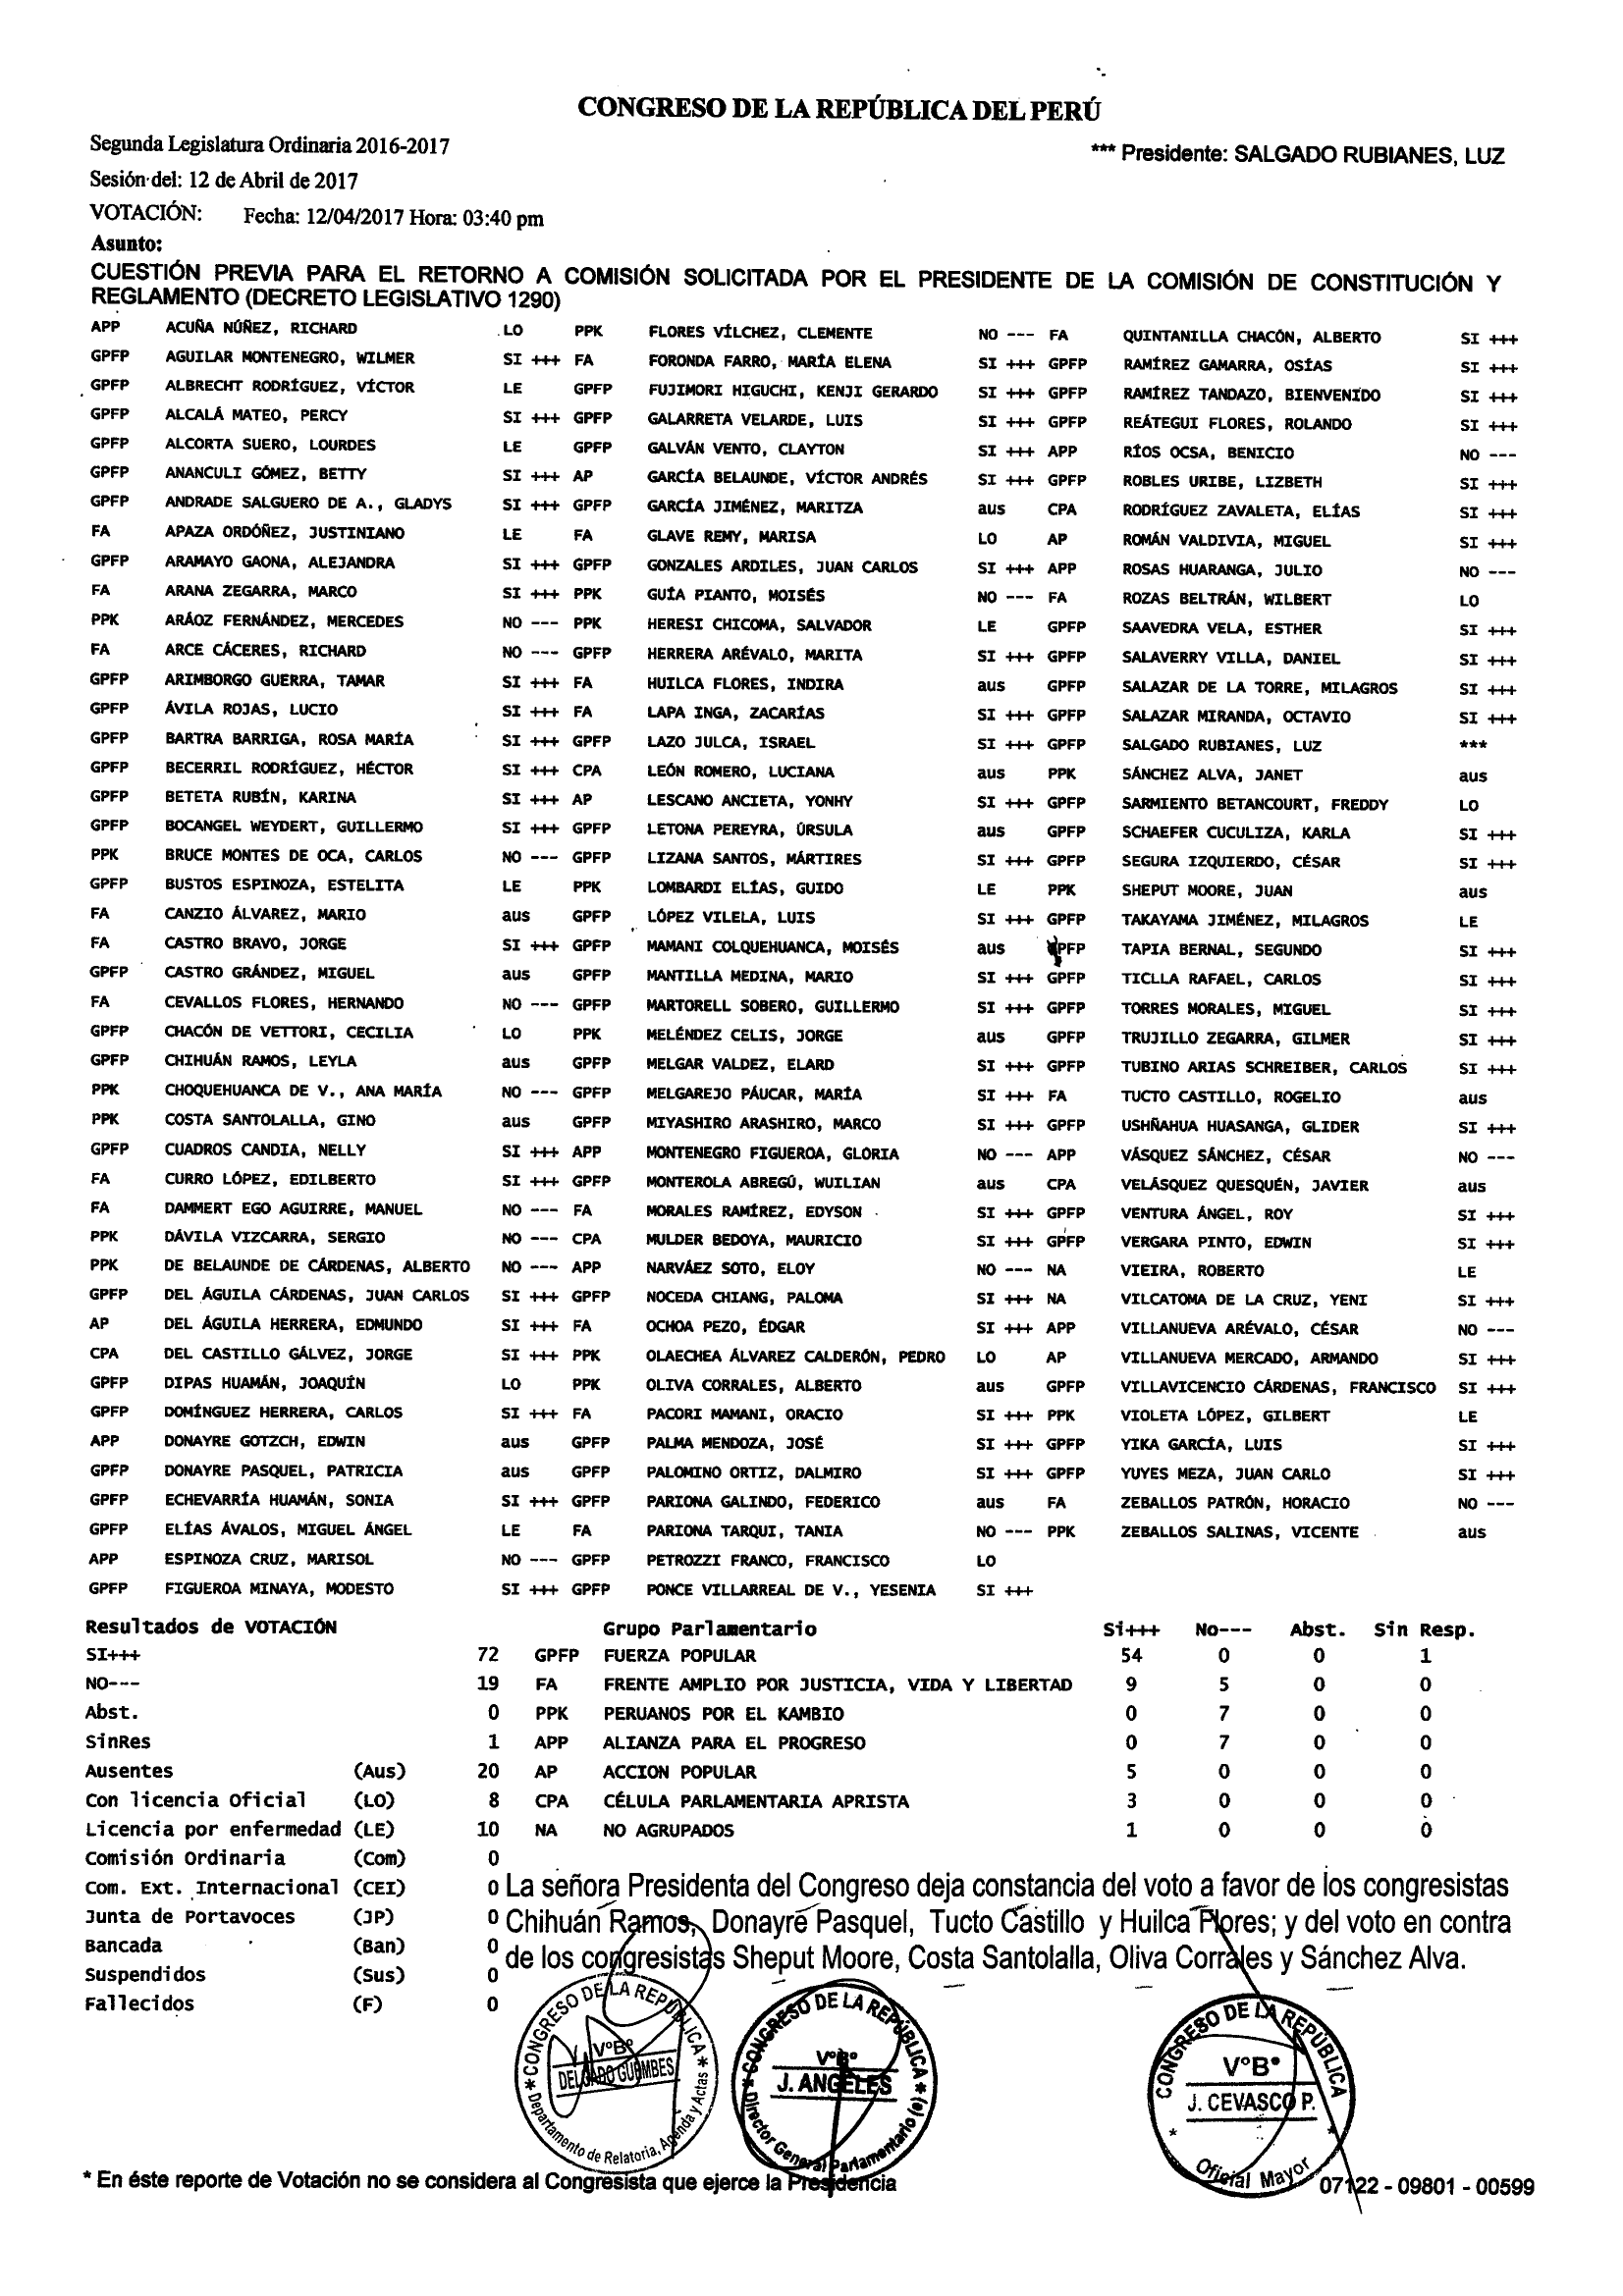 CONGRESO DE LA REPÚBLICA DEL PERÚ
Segunda Legislatura Ordinaria 2016-2017
*** Presidente: SALGADO RUBIANES, LUZ
Sesión del: 12 de Abril de 2017
VOTACIÓN: Fecha: 12/04/2017 Hora: 03:40 pm
Asunto:
CUESTIÓN PREVIA PARA EL RETORNO A COMISIÓN SOLICITADA POR EL PRESIDENTE DE LA COMISIÓN DE CONSTITUCIÓN Y
REGLAMENTO (DECRETO LEGISLATIVO 1290)
APP ACUÑA NÚÑEZ, RICHARD LO PPK FLORES VÍLCHEZ, CLEMENTE NO --- FA QUINTANILLA CHACÓN, ALBERTO SI +++
GPFP AGUILAR MONTENEGRO, WILMER SI +++ FA FORONDA FARRO, MARÍA ELENA SI +++ GPFP RAMÍREZ GAMARRA, OSÍAS SI +++
GPFP ALBRECHT RODRÍGUEZ, VÍCTOR LE GPFP FUJIMORI HIGUCHI, KENJI GERARDO SI +++ GPFP RAMÍREZ TANDAZO, BIENVENIDO SI +++
GPFP ALCALÁ MATEO, PERCY SI +++ GPFP GALARRETA VELARDE, LUIS SI +++ GPFP REÁTEGUI FLORES, ROLANDO SI +++
GPFP ALCORTA SUERO, LOURDES LE GPFP GALVÁN VENTO, CLAYTON SI +++ APP RÍOS OCSA, BENICIO NO ---
GPFP ANANCULI GÓMEZ, BETTY SI +++ AP GARCÍA BELAUNDE, VÍCTOR ANDRÉS SI +++ GPFP ROBLES URIBE, LIZBETH SI +++
GPFP ANDRADE SALGUERO DE A., GLADYS SI +++ GPFP GARCÍA JIMÉNEZ, MARITZA aus CPA RODRÍGUEZ ZAVALETA, ELÍAS SI +++
FA APAZA ORDÓÑEZ, JUSTINIANO LE FA GLAVE REMY, MARISA LO AP ROMÁN VALDIVIA, MIGUEL SI +++
GPFP ARAMAYO GAONA, ALEJANDRA SI +++ GPFP GONZALES ARDILES, JUAN CARLOS SI +++ APP ROSAS HUARANGA, JULIO NO ---
FA ARANA ZEGARRA, MARCO SI +++ PPK GUÍA PIANTO, MOISÉS NO --- FA ROZAS BELTRÁN, WILBERT LO
PPK ARÁOZ FERNÁNDEZ, MERCEDES NO --- PPK HERESI CHICOMA, SALVADOR LE GPFP SAAVEDRA VELA, ESTHER SI +++
FA ARCE CÁCERES, RICHARD NO --- GPFP HERRERA ARÉVALO, MARITA SI +++ GPFP SALAVERRY VILLA, DANIEL SI +++
GPFP ARIMBORGO GUERRA, TAMAR SI +++ FA HUILCA FLORES, INDIRA aus GPFP SALAZAR DE LA TORRE, MILAGROS SI +++
GPFP ÁVILA ROJAS, LUCIO SI +++ FA LAPA INGA, ZACARÍAS SI +++ GPFP SALAZAR MIRANDA, OCTAVIO SI +++
GPFP BARTRA BARRIGA, ROSA MARÍA SI +++ GPFP LAZO JULCA, ISRAEL SI +++ GPFP SALGADO RUBIANES, LUZ ***
GPFP BECERRIL RODRÍGUEZ, HÉCTOR SI +++ CPA LEÓN ROMERO, LUCIANA aus PPK SÁNCHEZ ALVA, JANET aus
GPFP BETETA RUBÍN, KARINA SI +++ AP LESCANO ANCIETA, YONHY SI +++ GPFP SARMIENTO BETANCOURT, FREDDY LO
GPFP BOCANGEL WEYDERT, GUILLERMO SI +++ GPFP LETONA PEREYRA, ÚRSULA aus GPFP SCHAEFER CUCULIZA, KARLA SI +++
PPK BRUCE MONTES DE OCA, CARLOS NO --- GPFP LIZANA SANTOS, MÁRTIRES SI +++ GPFP SEGURA IZQUIERDO, CÉSAR SI +++
GPFP BUSTOS ESPINOZA, ESTELITA LE PPK LOMBARDI ELÍAS, GUIDO LE PPK SHEPUT MOORE, JUAN aus
FA CANZIO ÁLVAREZ, MARIO aus GPFP LÓPEZ VILELA, LUIS SI +++ GPFP TAKAYAMA JIMÉNEZ, MILAGROS LE
FA CASTRO BRAVO, JORGE SI +++ GPFP MAMANI COLQUEHUANCA, MOISÉS aus GPFP TAPIA BERNAL, SEGUNDO SI +++
GPFP CASTRO GRÁNDEZ, MIGUEL aus GPFP MANTILLA MEDINA, MARIO SI +++ GPFP TICLLA RAFAEL, CARLOS SI +++
FA CEVALLOS FLORES, HERNANDO NO --- GPFP MARTORELL SOBERO, GUILLERMO SI +++ GPFP TORRES MORALES, MIGUEL SI +++
GPFP CHACÓN DE VETTORI, CECILIA LO PPK MELÉNDEZ CELIS, JORGE aus GPFP TRUJILLO ZEGARRA, GILMER SI +++
GPFP CHIHUÁN RAMOS, LEYLA aus GPFP MELGAR VALDEZ, ELARD SI +++ GPFP TUBINO ARIAS SCHREIBER, CARLOS SI +++
PPK CHOQUEHUANCA DE V., ANA MARÍA NO --- GPFP MELGAREJO PÁUCAR, MARÍA SI +++ FA TUCTO CASTILLO, ROGELIO aus
PPK COSTA SANTOLALLA, GINO aus GPFP MIYASHIRO ARASHIRO, MARCO SI +++ GPFP USHÑAHUA HUASANGA, GLIDER SI +++
GPFP CUADROS CANDIA, NELLY SI +++ APP MONTENEGRO FIGUEROA, GLORIA NO --- APP VÁSQUEZ SÁNCHEZ, CÉSAR NO ---
FA CURRO LÓPEZ, EDILBERTO SI +++ GPFP MONTEROLA ABREGÚ, WUILIAN aus CPA VELÁSQUEZ QUESQUÉN, JAVIER aus
FA DAMMERT EGO AGUIRRE, MANUEL NO --- FA MORALES RAMÍREZ, EDYSON SI +++ GPFP VENTURA ÁNGEL, ROY SI +++
PPK DÁVILA VIZCARRA, SERGIO NO --- CPA MULDER BEDOYA, MAURICIO SI +++ GPFP VERGARA PINTO, EDWIN SI +++
PPK DE BELAUNDE DE CÁRDENAS, ALBERTO NO --- APP NARVÁEZ SOTO, ELOY NO --- NA VIEIRA, ROBERTO LE
GPFP DEL ÁGUILA CÁRDENAS, JUAN CARLOS SI +++ GPFP NOCEDA CHIANG, PALOMA SI +++ NA VILCATOMA DE LA CRUZ, YENI SI +++
AP DEL ÁGUILA HERRERA, EDMUNDO SI +++ FA OCHOA PEZO, ÉDGAR SI +++ APP VILLANUEVA ARÉVALO, CÉSAR NO ---
CPA DEL CASTILLO GÁLVEZ, JORGE SI +++ PPK OLAECHEA ÁLVAREZ CALDERÓN, PEDRO LO AP VILLANUEVA MERCADO, ARMANDO SI +++
GPFP DIPAS HUAMÁN, JOAQUÍN LO PPK OLIVA CORRALES, ALBERTO aus GPFP VILLAVICENCIO CÁRDENAS, FRANCISCO SI +++
GPFP DOMÍNGUEZ HERRERA, CARLOS SI +++ FA PACORI MAMANI, ORACIO SI +++ PPK VIOLETA LÓPEZ, GILBERT LE
APP DONAYRE GOTZCH, EDWIN aus GPFP PALMA MENDOZA, JOSÉ SI +++ GPFP YIKA GARCÍA, LUIS SI +++
GPFP DONAYRE PASQUEL, PATRICIA aus GPFP PALOMINO ORTIZ, DALMIRO SI +++ GPFP YUYES MEZA, JUAN CARLO SI +++
GPFP ECHEVARRÍA HUAMÁN, SONIA SI +++ GPFP PARIONA GALINDO, FEDERICO aus FA ZEBALLOS PATRÓN, HORACIO NO ---
GPFP ELÍAS ÁVALOS, MIGUEL ÁNGEL LE FA PARIONA TARQUI, TANIA NO --- PPK ZEBALLOS SALINAS, VICENTE aus
APP ESPINOZA CRUZ, MARISOL NO --- GPFP PETROZZI FRANCO, FRANCISCO LO
GPFP FIGUEROA MINAYA, MODESTO SI +++ GPFP PONCE VILLARREAL DE V., YESENIA SI +++
Resultados de VOTACIÓN Grupo Parlamentario Si+++ No--- Abst. Sin Resp.
SI+++ 72 GPFP FUERZA POPULAR 54 0 0 1
NO--- 19 FA FRENTE AMPLIO POR JUSTICIA, VIDA Y LIBERTAD 9 5 0 0
Abst. 0 PPK PERUANOS POR EL KAMBIO 0 7 0 0
SinRes 1 APP ALIANZA PARA EL PROGRESO 0 7 0 0
Ausentes (Aus) 20 AP ACCION POPULAR 5 0 0 0
Con licencia Oficial (LO) 8 CPA CÉLULA PARLAMENTARIA APRISTA 3 0 0 0
Licencia por enfermedad (LE) 10 NA NO AGRUPADOS 1 0 0 0
Comisión Ordinaria (Com) 0
Com. Ext. Internacional (CEI) 0 La señora Presidenta del Congreso deja constancia del voto a favor de los congresistas
Junta de Portavoces (JP) 0 Chihuán Ramos, Donayre Pasquel, Tucto Castillo y Huilca Flores; y del voto en contra
Bancada (Ban) 0 de los congresistas Sheput Moore, Costa Santolalla, Oliva Corrales y Sánchez Alva.
Suspendidos (Sus) 0
Fallecidos (F) 0
* CONGRESO DE LA REPÚBLICA *
V°B°
DELGADO GUEMBES
Departamento de Relatoría, Agenda y Actas
* CONGRESO DE LA REPÚBLICA *
V°B°
J. ANGELES
Director General Parlamentario (e)
CONGRESO DE LA REPÚBLICA
V°B°
J. CEVASCO P.
* Oficial Mayor *
* En éste reporte de Votación no se considera al Congresista que ejerce la Presidencia
07122 - 09801 - 00599